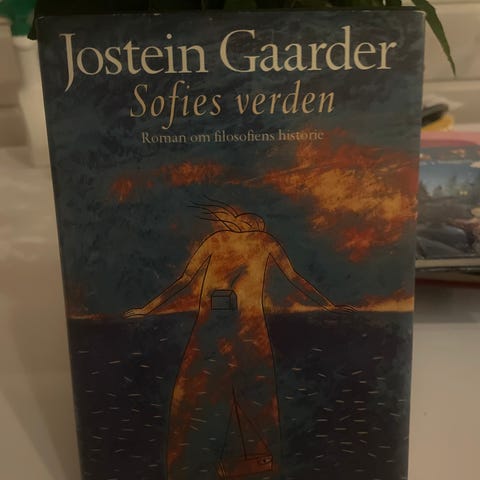 Jostein Gaarder
Sofies verden
Roman om filosofiens historie